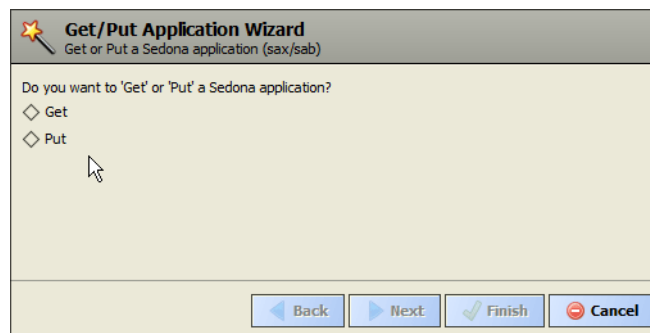 Get/Put Application Wizard
Get or Put a Sedona application (sax/sab)
Do you want to 'Get' or 'Put' a Sedona application?
Get
Put
Back Next Finish Cancel